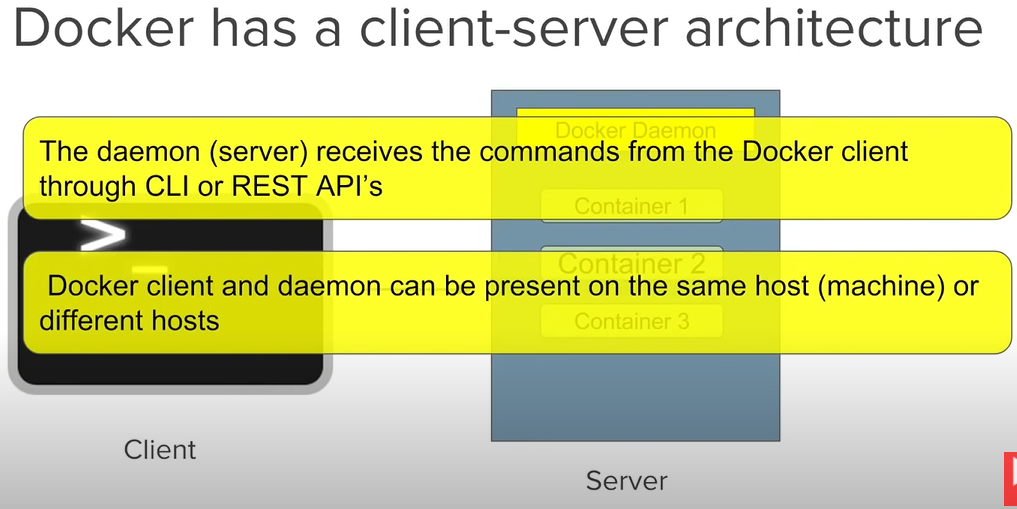 Docker has a client-server architecture
Docker Daemon
The daemon (server) receives the commands from the Docker client
through CLI or REST API’s
Container 1
>_
Container 2
Docker client and daemon can be present on the same host (machine) or
different hosts
Container 3
Client
Server